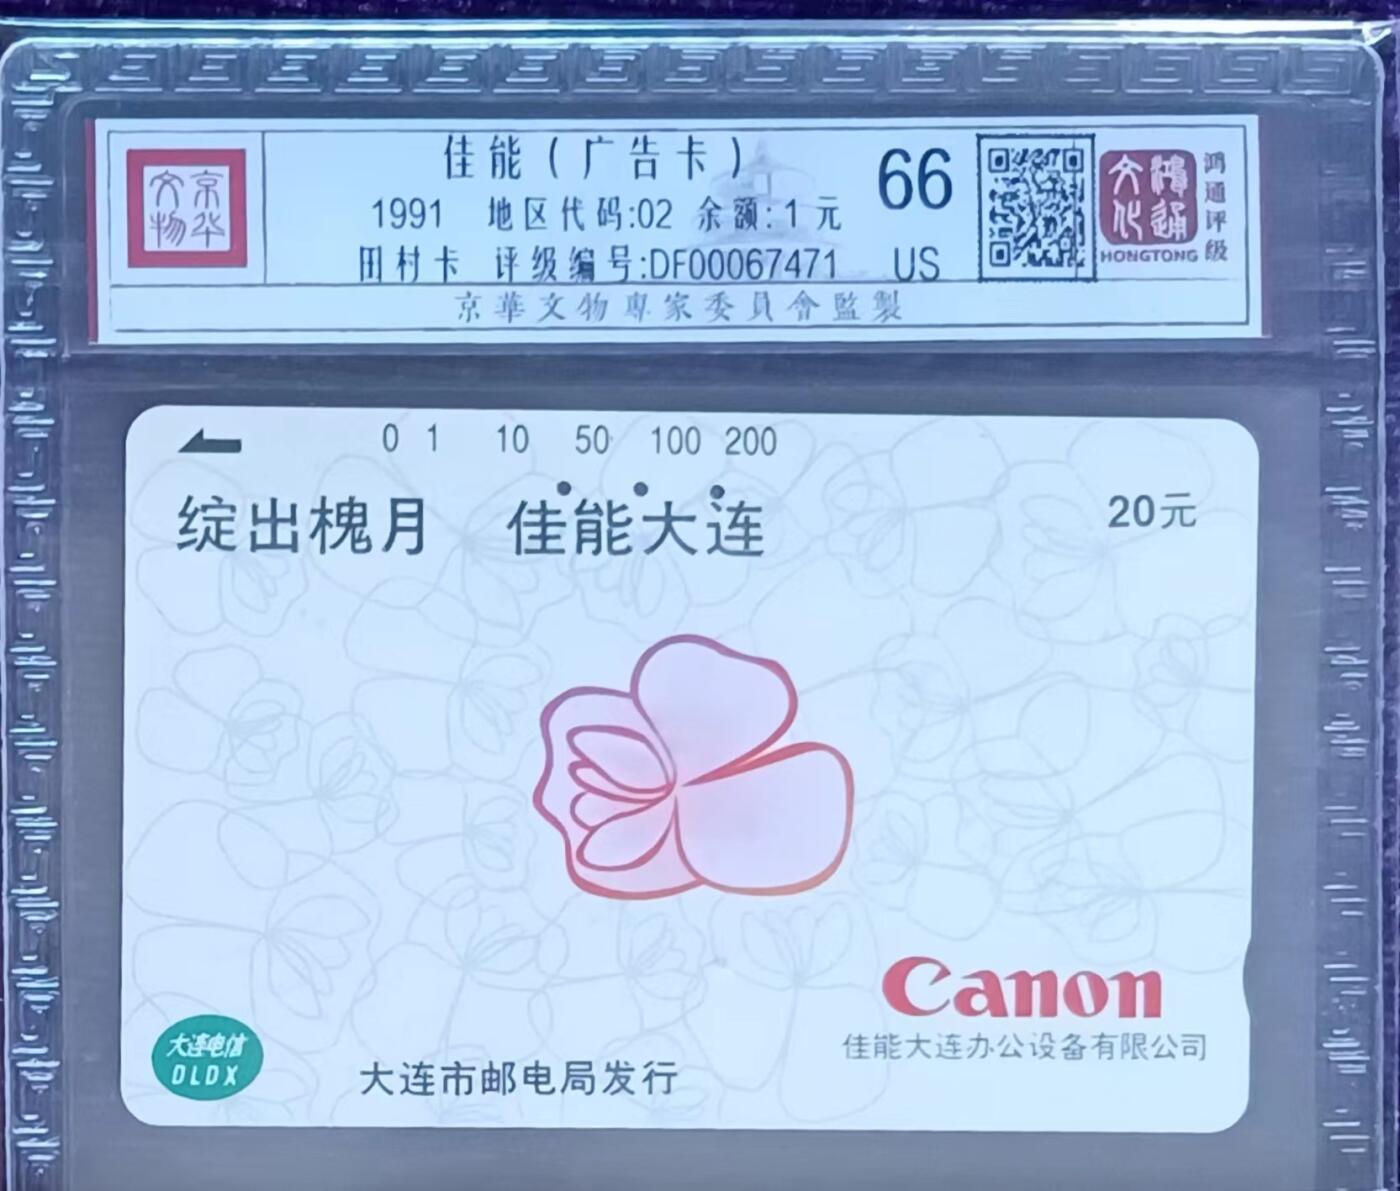 京华文物
佳能（广告卡）
66
1991 地区代码:02 余额:1元
田村卡 评级编号:DF00067471
US
京華文物專家委員會監製
鴻通文化
HONGTONG
鸿通评级
0 1 10 50 100 200
绽出槐月 佳能大连
20元
Canon
佳能大连办公设备有限公司
大连电信
DLDX
大连市邮电局发行